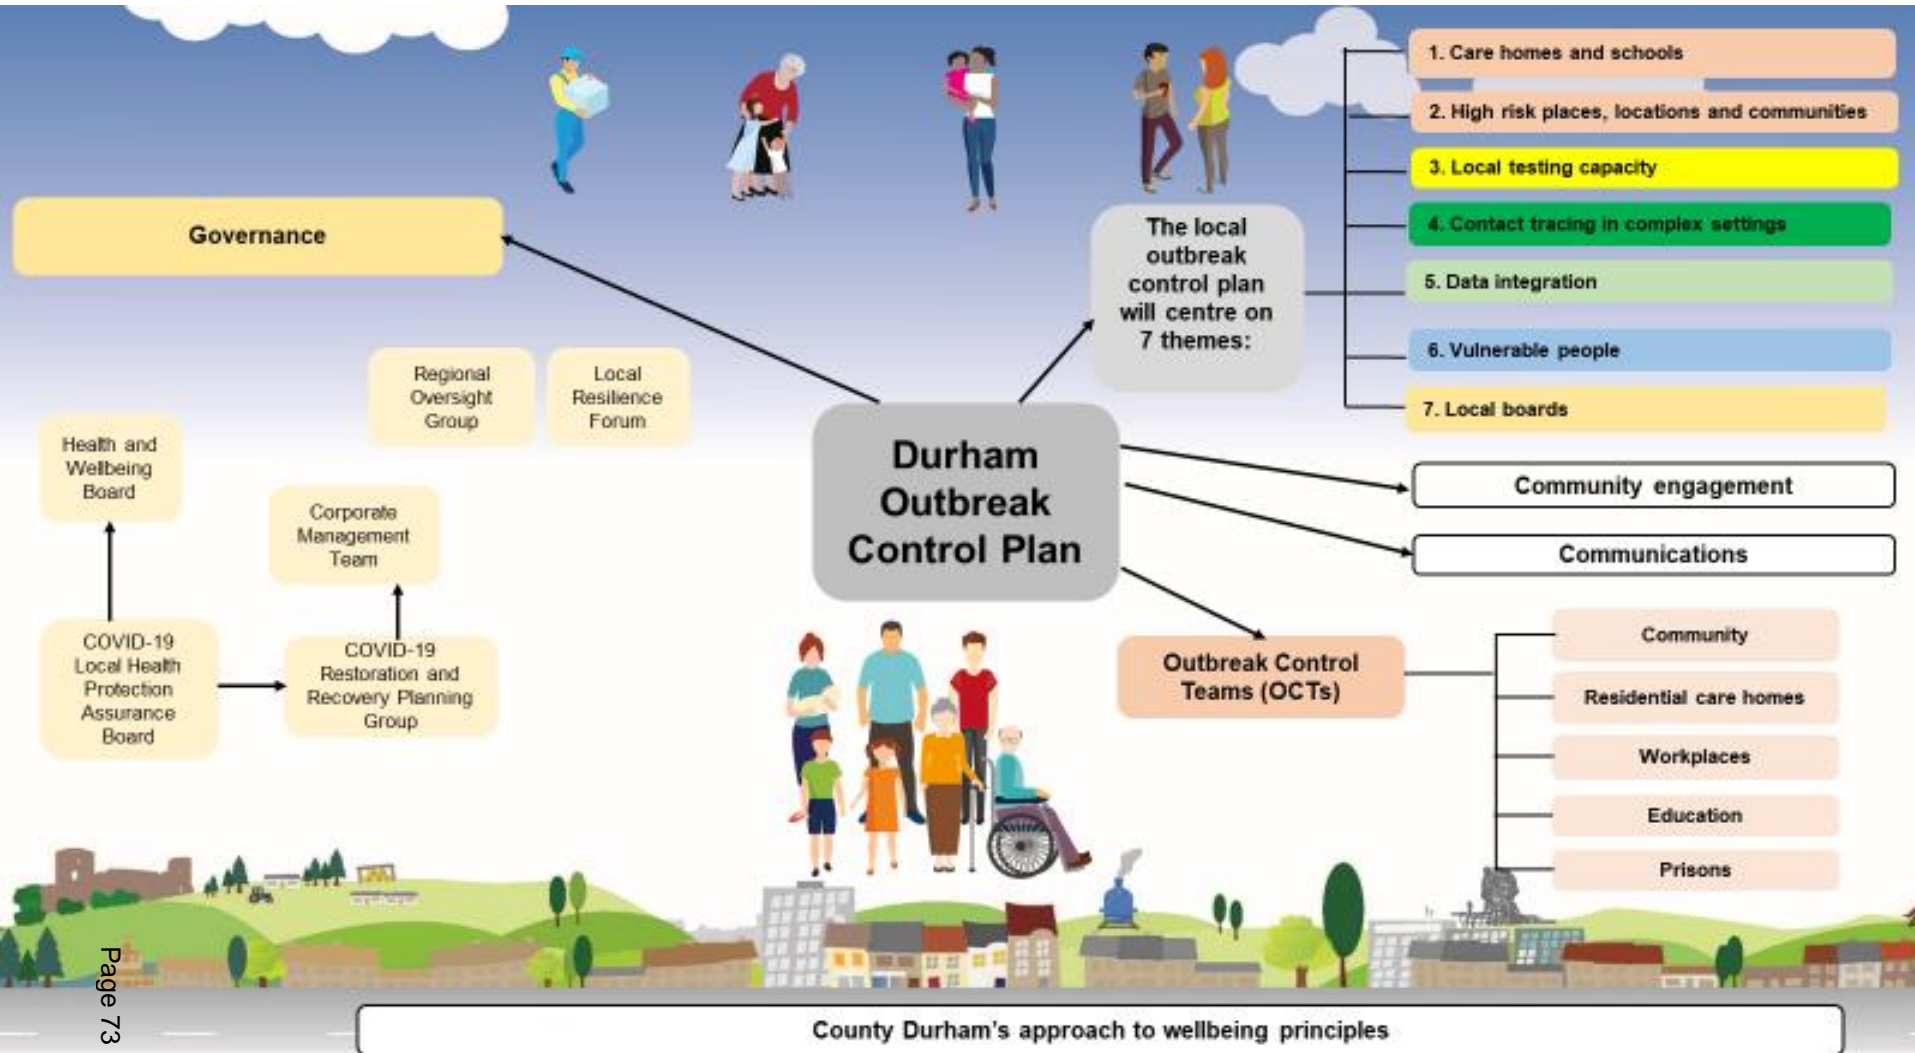 Governance
Regional
Oversight
Group
Local
Resilience
Forum
Health and
Wellbeing
Board
Corporate
Management
Team
COVID-19
Local Health
Protection
Assurance
Board
COVID-19
Restoration and
Recovery Planning
Group
Durham
Outbreak
Control Plan
The local
outbreak
control plan
will centre on
7 themes:
1. Care homes and schools
2. High risk places, locations and communities
3. Local testing capacity
4. Contact tracing in complex settings
5. Data integration
6. Vulnerable people
7. Local boards
Community engagement
Communications
Outbreak Control
Teams (OCTs)
Community
Residential care homes
Workplaces
Education
Prisons
County Durham's approach to wellbeing principles
Page 73